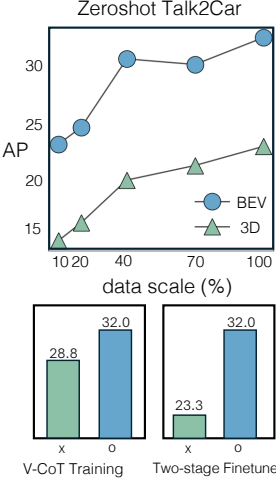 Zeroshot Talk2Car
30
25
20
15
AP
BEV
3D
10 20 40 70 100
data scale (%)
28.8 32.0
x o
V-CoT Training
23.3 32.0
x o
Two-stage Finetune